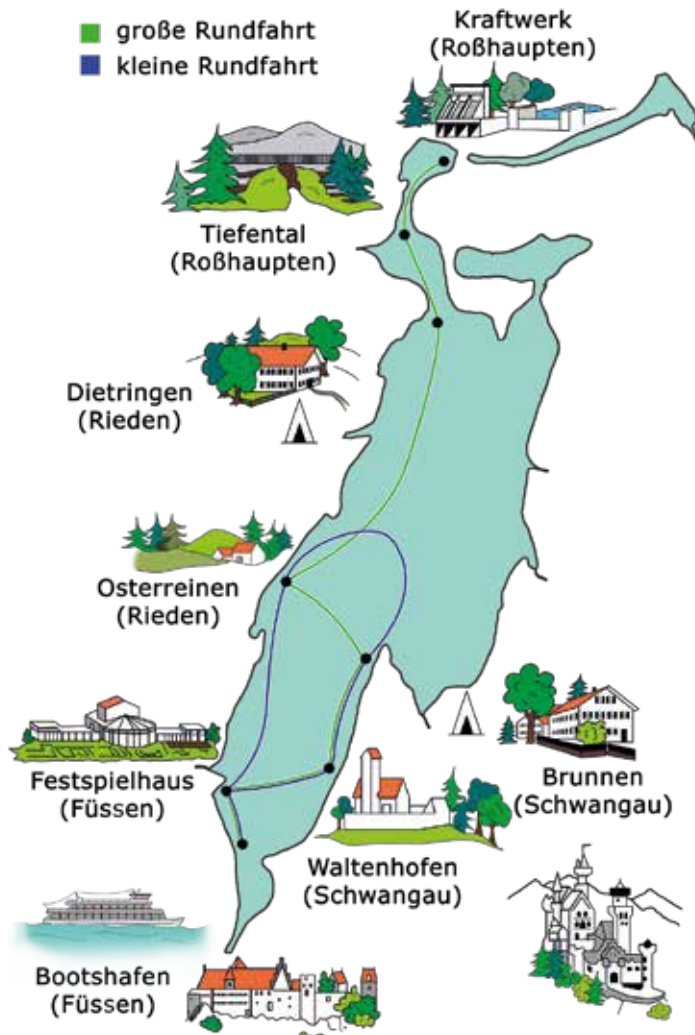 große Rundfahrt
kleine Rundfahrt
Kraftwerk
(Roßhaupten)
Tiefental
(Roßhaupten)
Dietringen
(Rieden)
Osterreinen
(Rieden)
Festspielhaus
(Füssen)
Brunnen
(Schwangau)
Waltenhofen
(Schwangau)
Bootshafen
(Füssen)